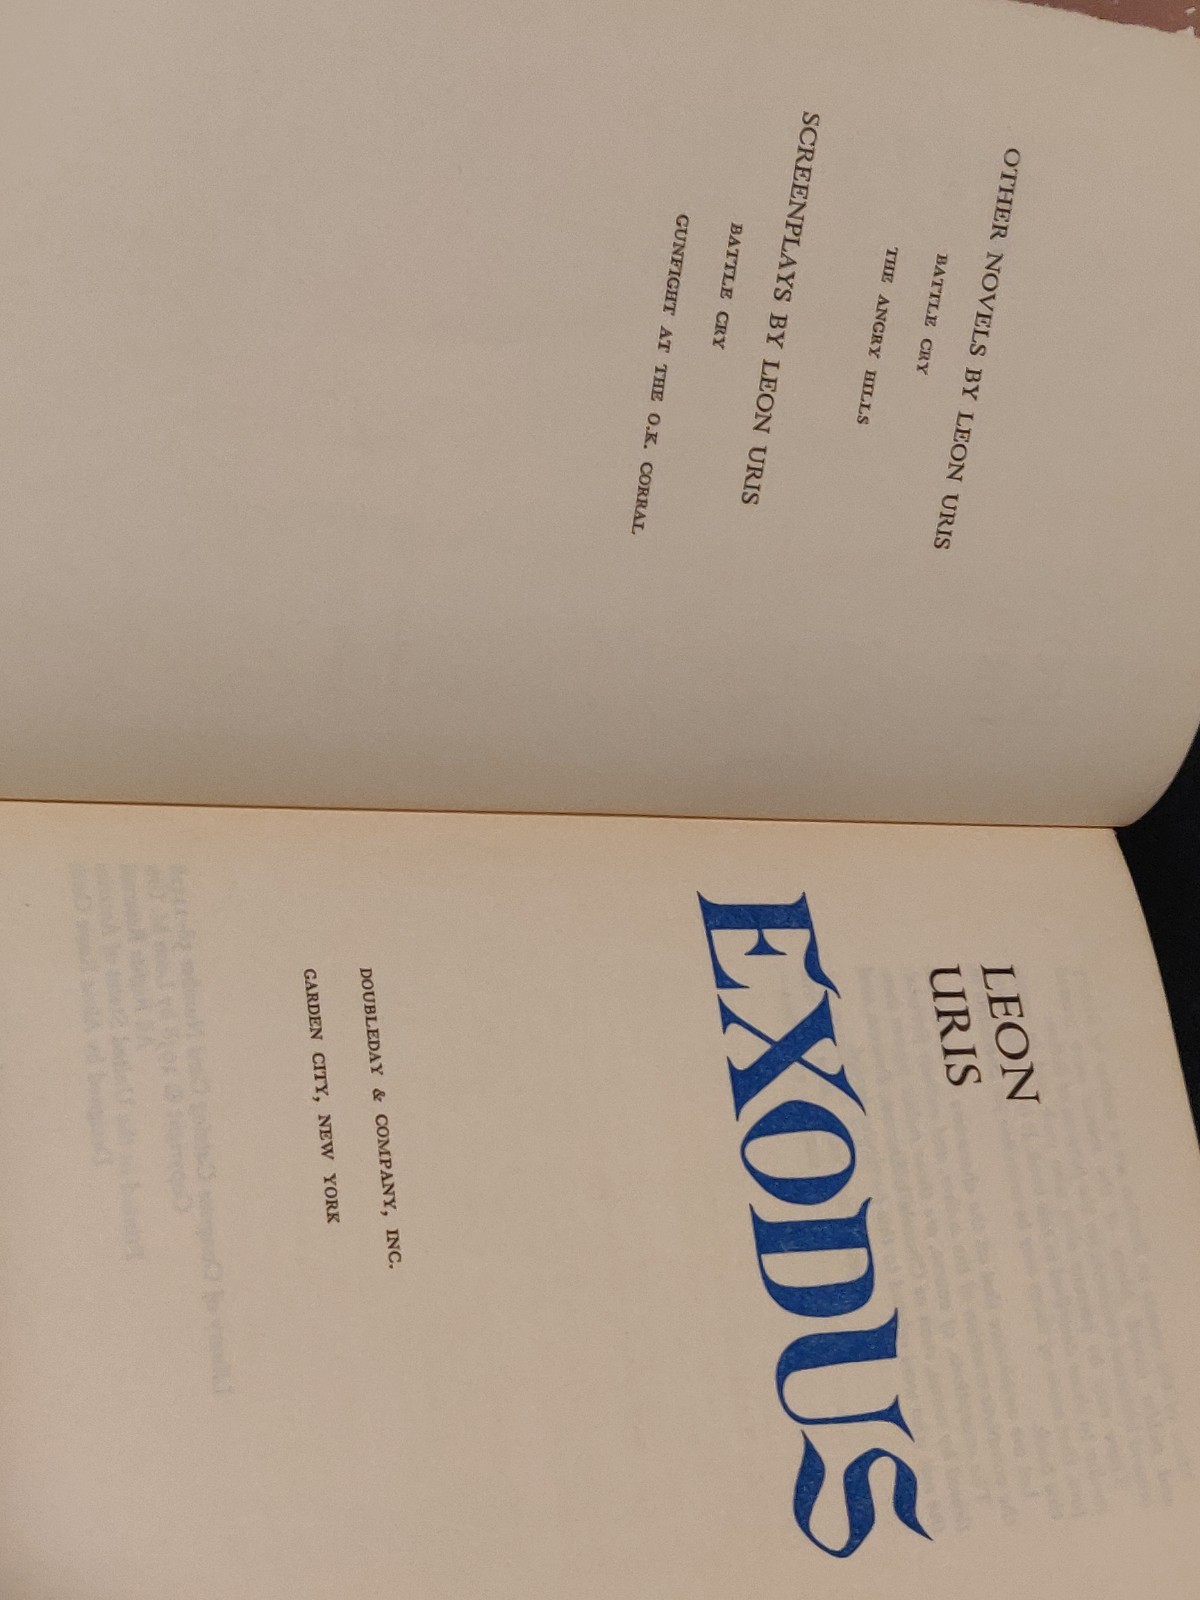 OTHER NOVELS BY LEON URIS
BATTLE CRY
THE ANGRY HILLS
SCREENPLAYS BY LEON URIS
BATTLE CRY
GUNFIGHT AT THE O.K. CORRAL
LEON
URIS
EXODUS
DOUBLEDAY & COMPANY, INC.
GARDEN CITY, NEW YORK